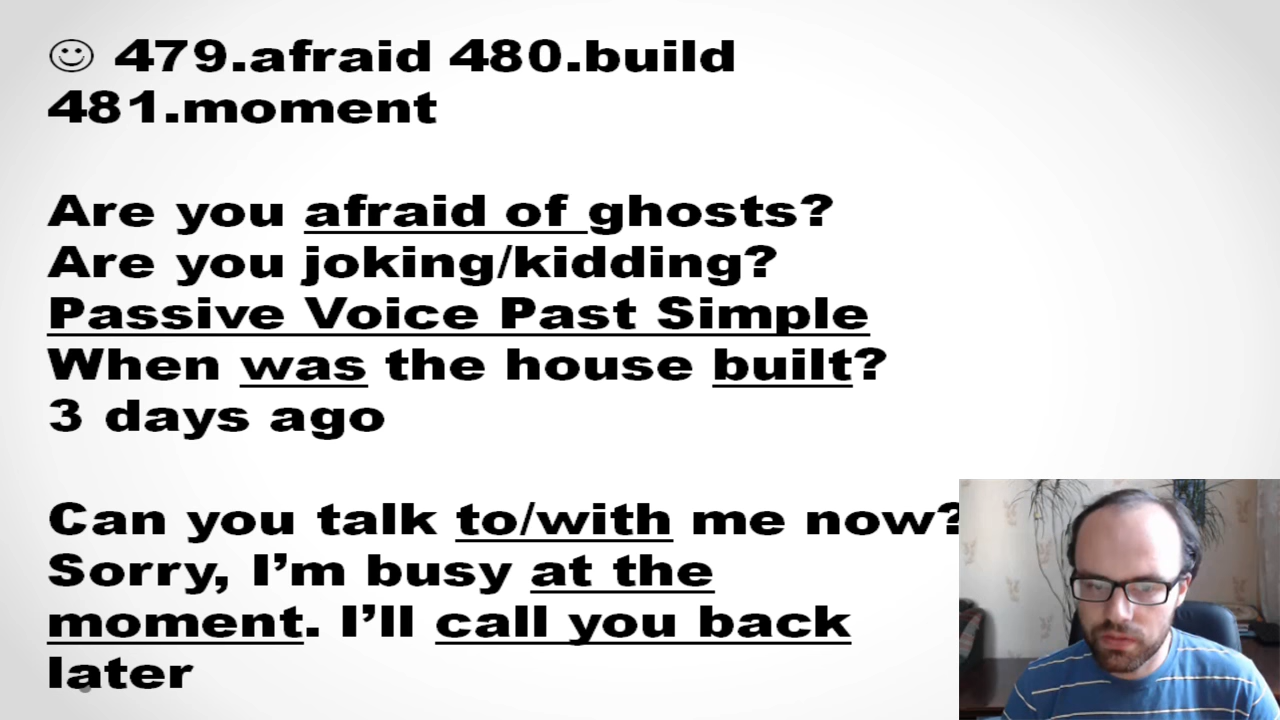 ☺ 479.afraid 480.build
481.moment
Are you afraid of ghosts?
Are you joking/kidding?
Passive Voice Past Simple
When was the house built?
3 days ago
Can you talk to/with me now?
Sorry, I’m busy at the
moment. I’ll call you back
later